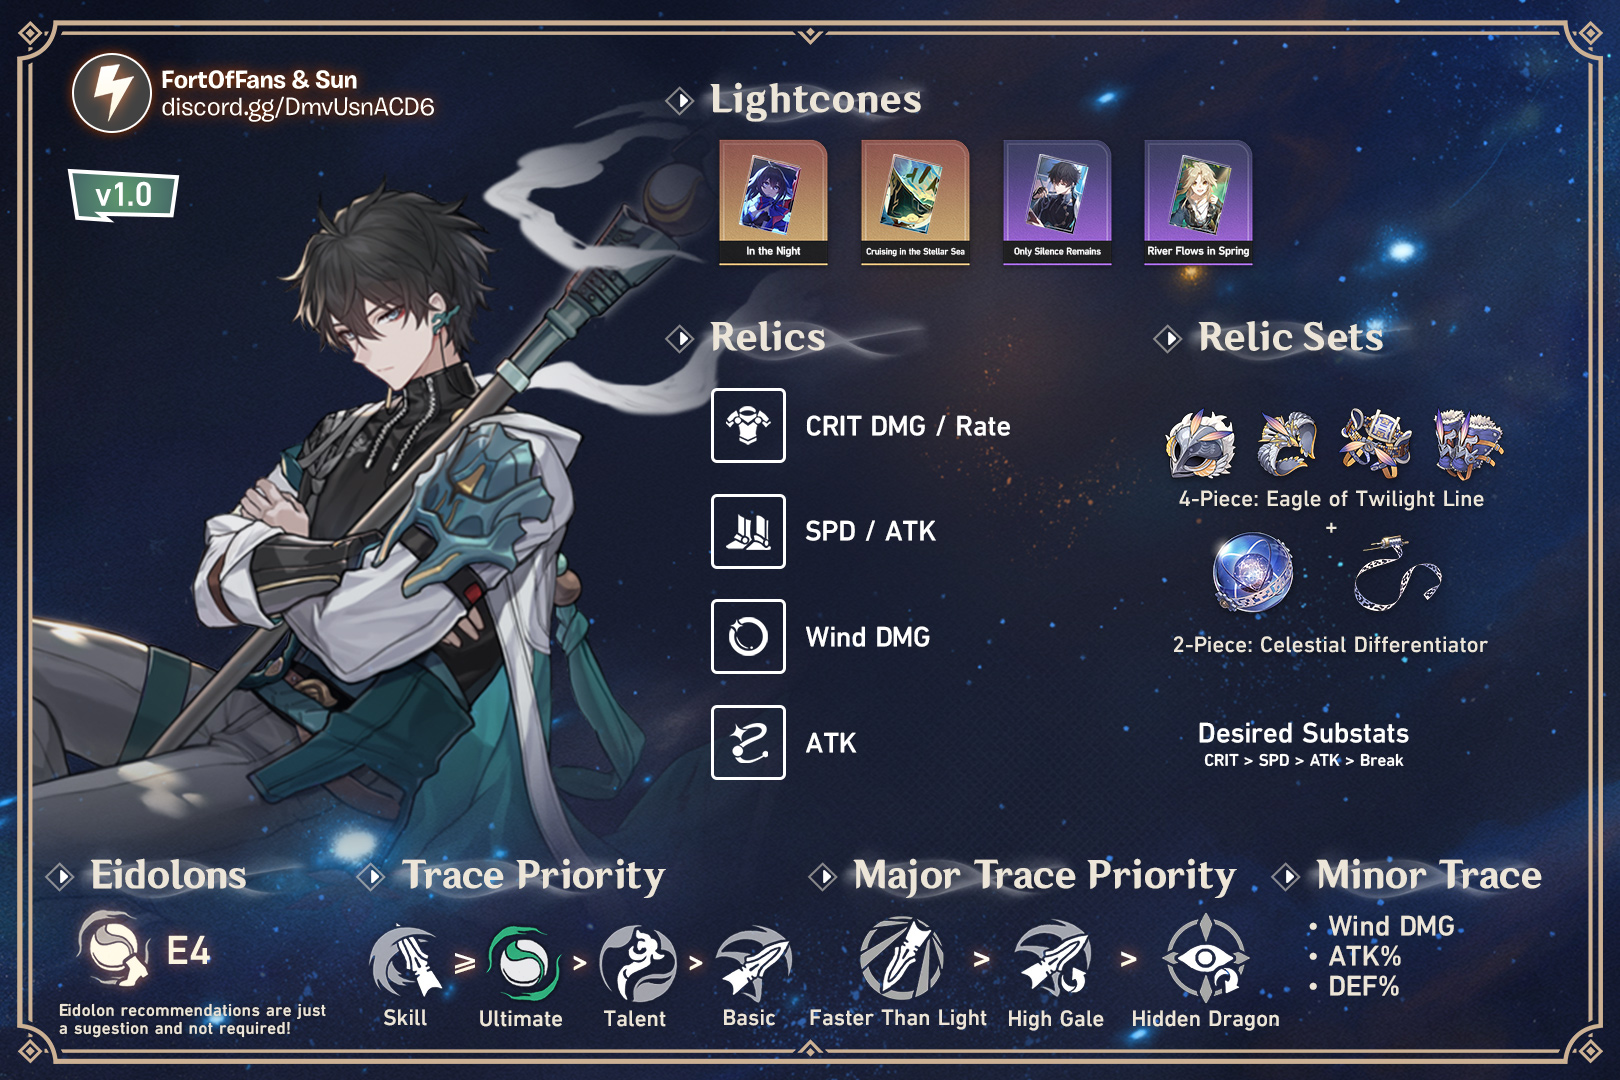 FortOfFans & Sun
discord.gg/DmvUsnACD6
v1.0
Lightcones
In the Night
Cruising in the Stellar Sea
Only Silence Remains
River Flows in Spring
Relics
CRIT DMG / Rate
SPD / ATK
Wind DMG
ATK
Relic Sets
4-Piece: Eagle of Twilight Line
+
2-Piece: Celestial Differentiator
Desired Substats
CRIT > SPD > ATK > Break
Eidolons
E4
Eidolon recommendations are just
a sugestion and not required!
Trace Priority
≥ > >
Skill Ultimate Talent Basic
Major Trace Priority
> >
Faster Than Light High Gale Hidden Dragon
Minor Trace
• Wind DMG
• ATK%
• DEF%